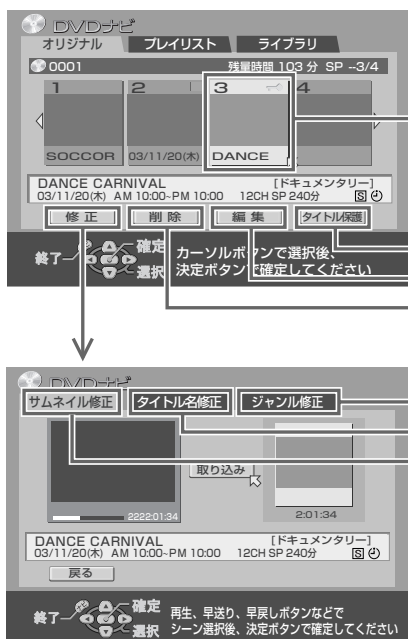 DVDナビ
オリジナル プレイリスト ライブラリ
0001 残量時間 103 分 SP --3/4
1 2 3 4
SOCCOR 03/11/20(木) DANCE
DANCE CARNIVAL [ドキュメンタリー]
03/11/20(木) AM 10:00~PM 10:00 12CH SP 240分 S
修 正 削 除 編 集 タイトル保護
終了 確定 選択
カーソルボタンで選択後、
決定ボタンで確定してください
DVDナビ
サムネイル修正 タイトル名修正 ジャンル修正
取り込み
2222:01:34 2:01:34
DANCE CARNIVAL [ドキュメンタリー]
03/11/20(木) AM 10:00~PM 10:00 12CH SP 240分 S
戻る
終了 確定 選択
再生、早送り、早戻しボタンなどで
シーン選択後、決定ボタンで確定してください